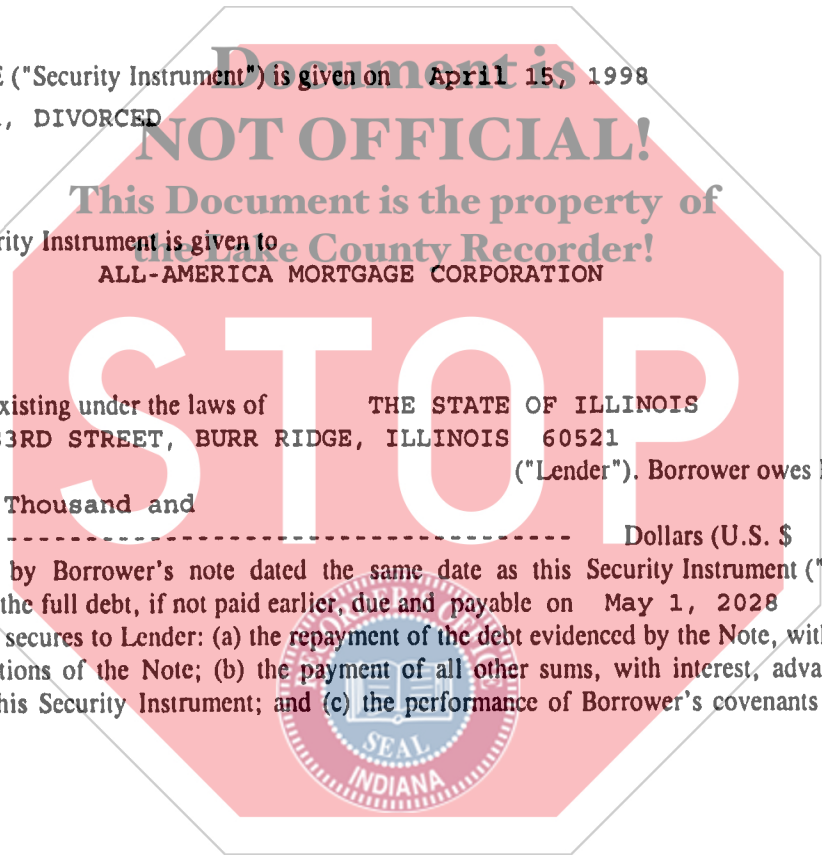 Document is
E ("Security Instrument") is given on April 15, 1998
, DIVORCED
NOT OFFICIAL!
This Document is the property of
rity Instrument is given to
the Lake County Recorder!
ALL-AMERICA MORTGAGE CORPORATION
STOP
xisting under the laws of THE STATE OF ILLINOIS
3RD STREET, BURR RIDGE, ILLINOIS 60521
("Lender"). Borrower owes
Thousand and
------------------------------------ Dollars (U.S. $
by Borrower's note dated the same date as this Security Instrument ("
the full debt, if not paid earlier, due and payable on May 1, 2028
secures to Lender: (a) the repayment of the debt evidenced by the Note, wit
tions of the Note; (b) the payment of all other sums, with interest, adva
his Security Instrument; and (c) the performance of Borrower's covenants
SEAL
INDIANA